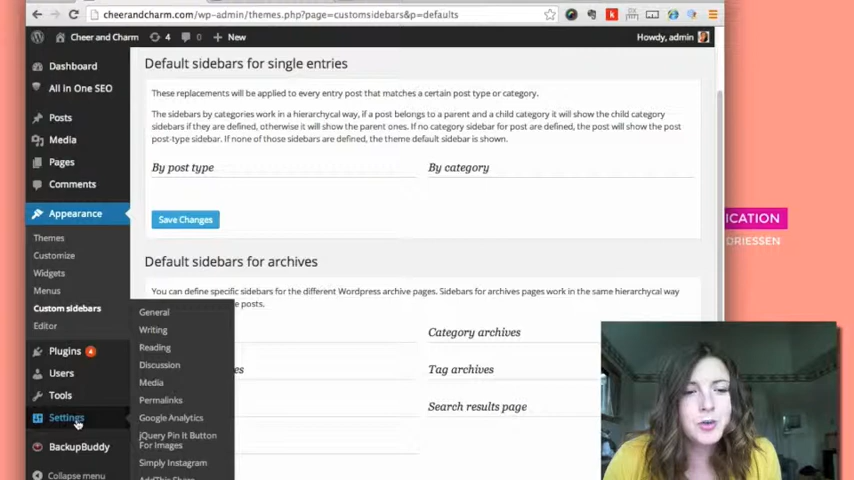 cheerandcharm.com/wp-admin/themes.php?page=customsidebars&p=defaults
Cheer and Charm 4 0 + New Howdy, admin
Dashboard
All in One SEO
Posts
Media
Pages
Comments
Appearance
Themes
Customize
Widgets
Menus
Custom sidebars
Editor
Plugins 4
Users
Tools
Settings
BackupBuddy
Collapse menu
General
Writing
Reading
Discussion
Media
Permalinks
Google Analytics
jQuery Pin It Button
For Images
Simply Instagram
AddThis Share
Default sidebars for single entries
These replacements will be applied to every entry post that matches a certain post type or category.
The sidebars by categories work in a hierarchycal way, if a post belongs to a parent and a child category it will show the child category
sidebars if they are defined, otherwise it will show the parent ones. If no category sidebar for post are defined, the post will show the post
post-type sidebar. If none of those sidebars are defined, the theme default sidebar is shown.
By post type
By category
Save Changes
Default sidebars for archives
You can define specific sidebars for the different Wordpress archive pages. Sidebars for archives pages work in the same hierarchycal way
posts.
Category archives
Tag archives
Search results page
ICATION
DRIESSEN